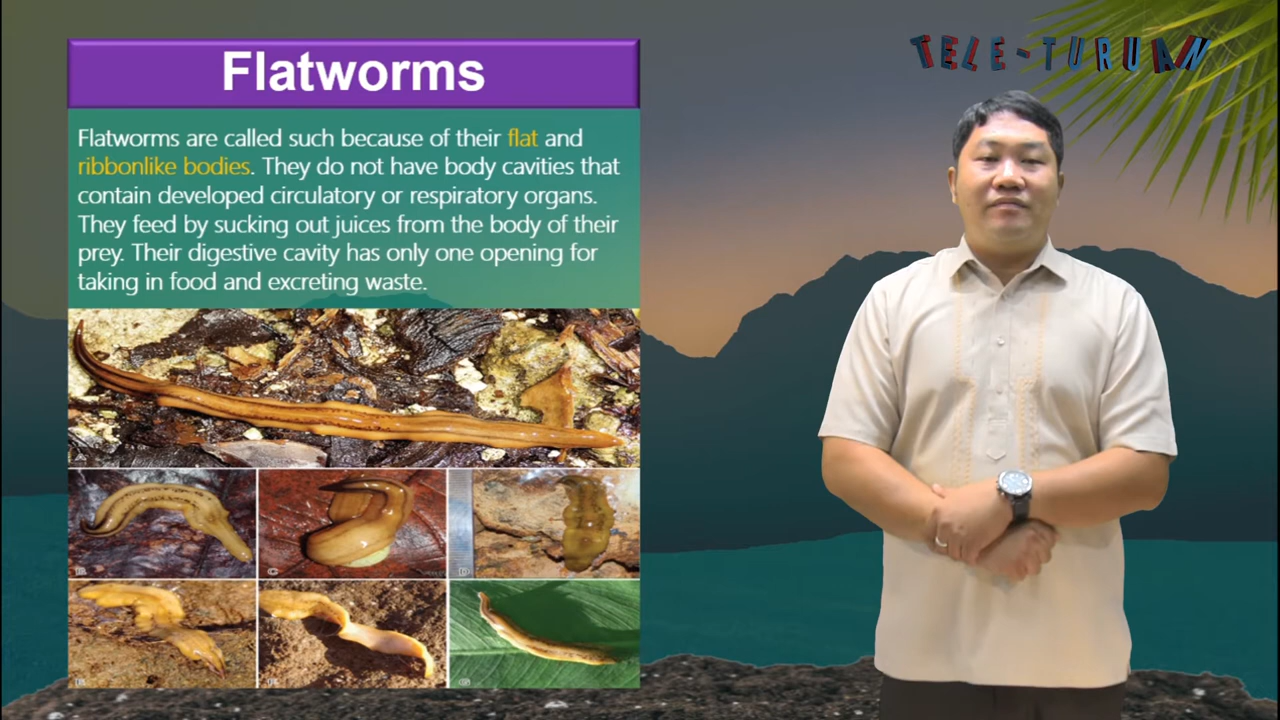 TELE-TURUAN
Flatworms
Flatworms are called such because of their flat and
ribbonlike bodies. They do not have body cavities that
contain developed circulatory or respiratory organs.
They feed by sucking out juices from the body of their
prey. Their digestive cavity has only one opening for
taking in food and excreting waste.